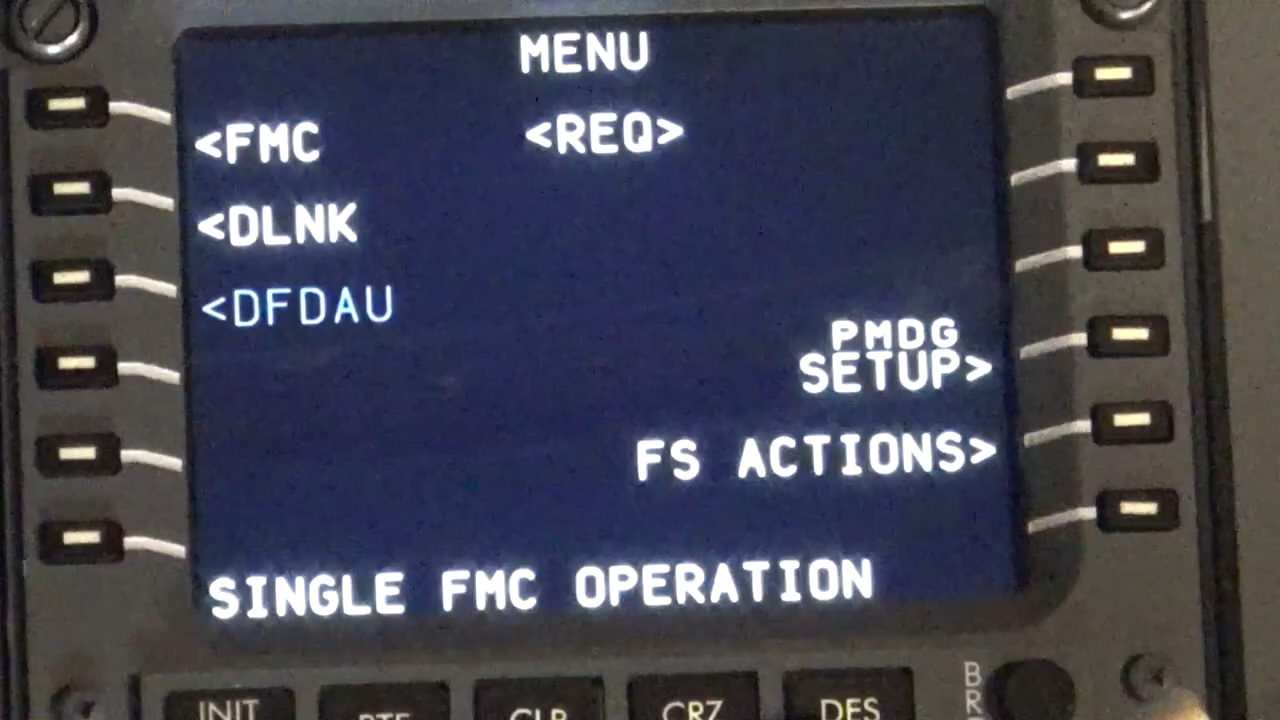 MENU
<FMC <REQ>
<DLNK
<DFDAU
PMDG
SETUP>
FS ACTIONS>
SINGLE FMC OPERATION
INIT RTE CLB CRZ DES